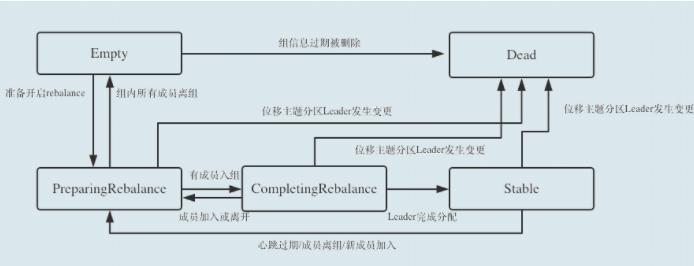 组信息过期被删除
Empty
Dead
准备开启rebalance
组内所有成员离组
位移主题分区Leader发生变更
位移主题分区Leader发生变更
位移主题分区Leader发生变更
有成员入组
PreparingRebalance
CompletingRebalance
Stable
成员加入或离开
Leader完成分配
心跳过期/成员离组/新成员加入